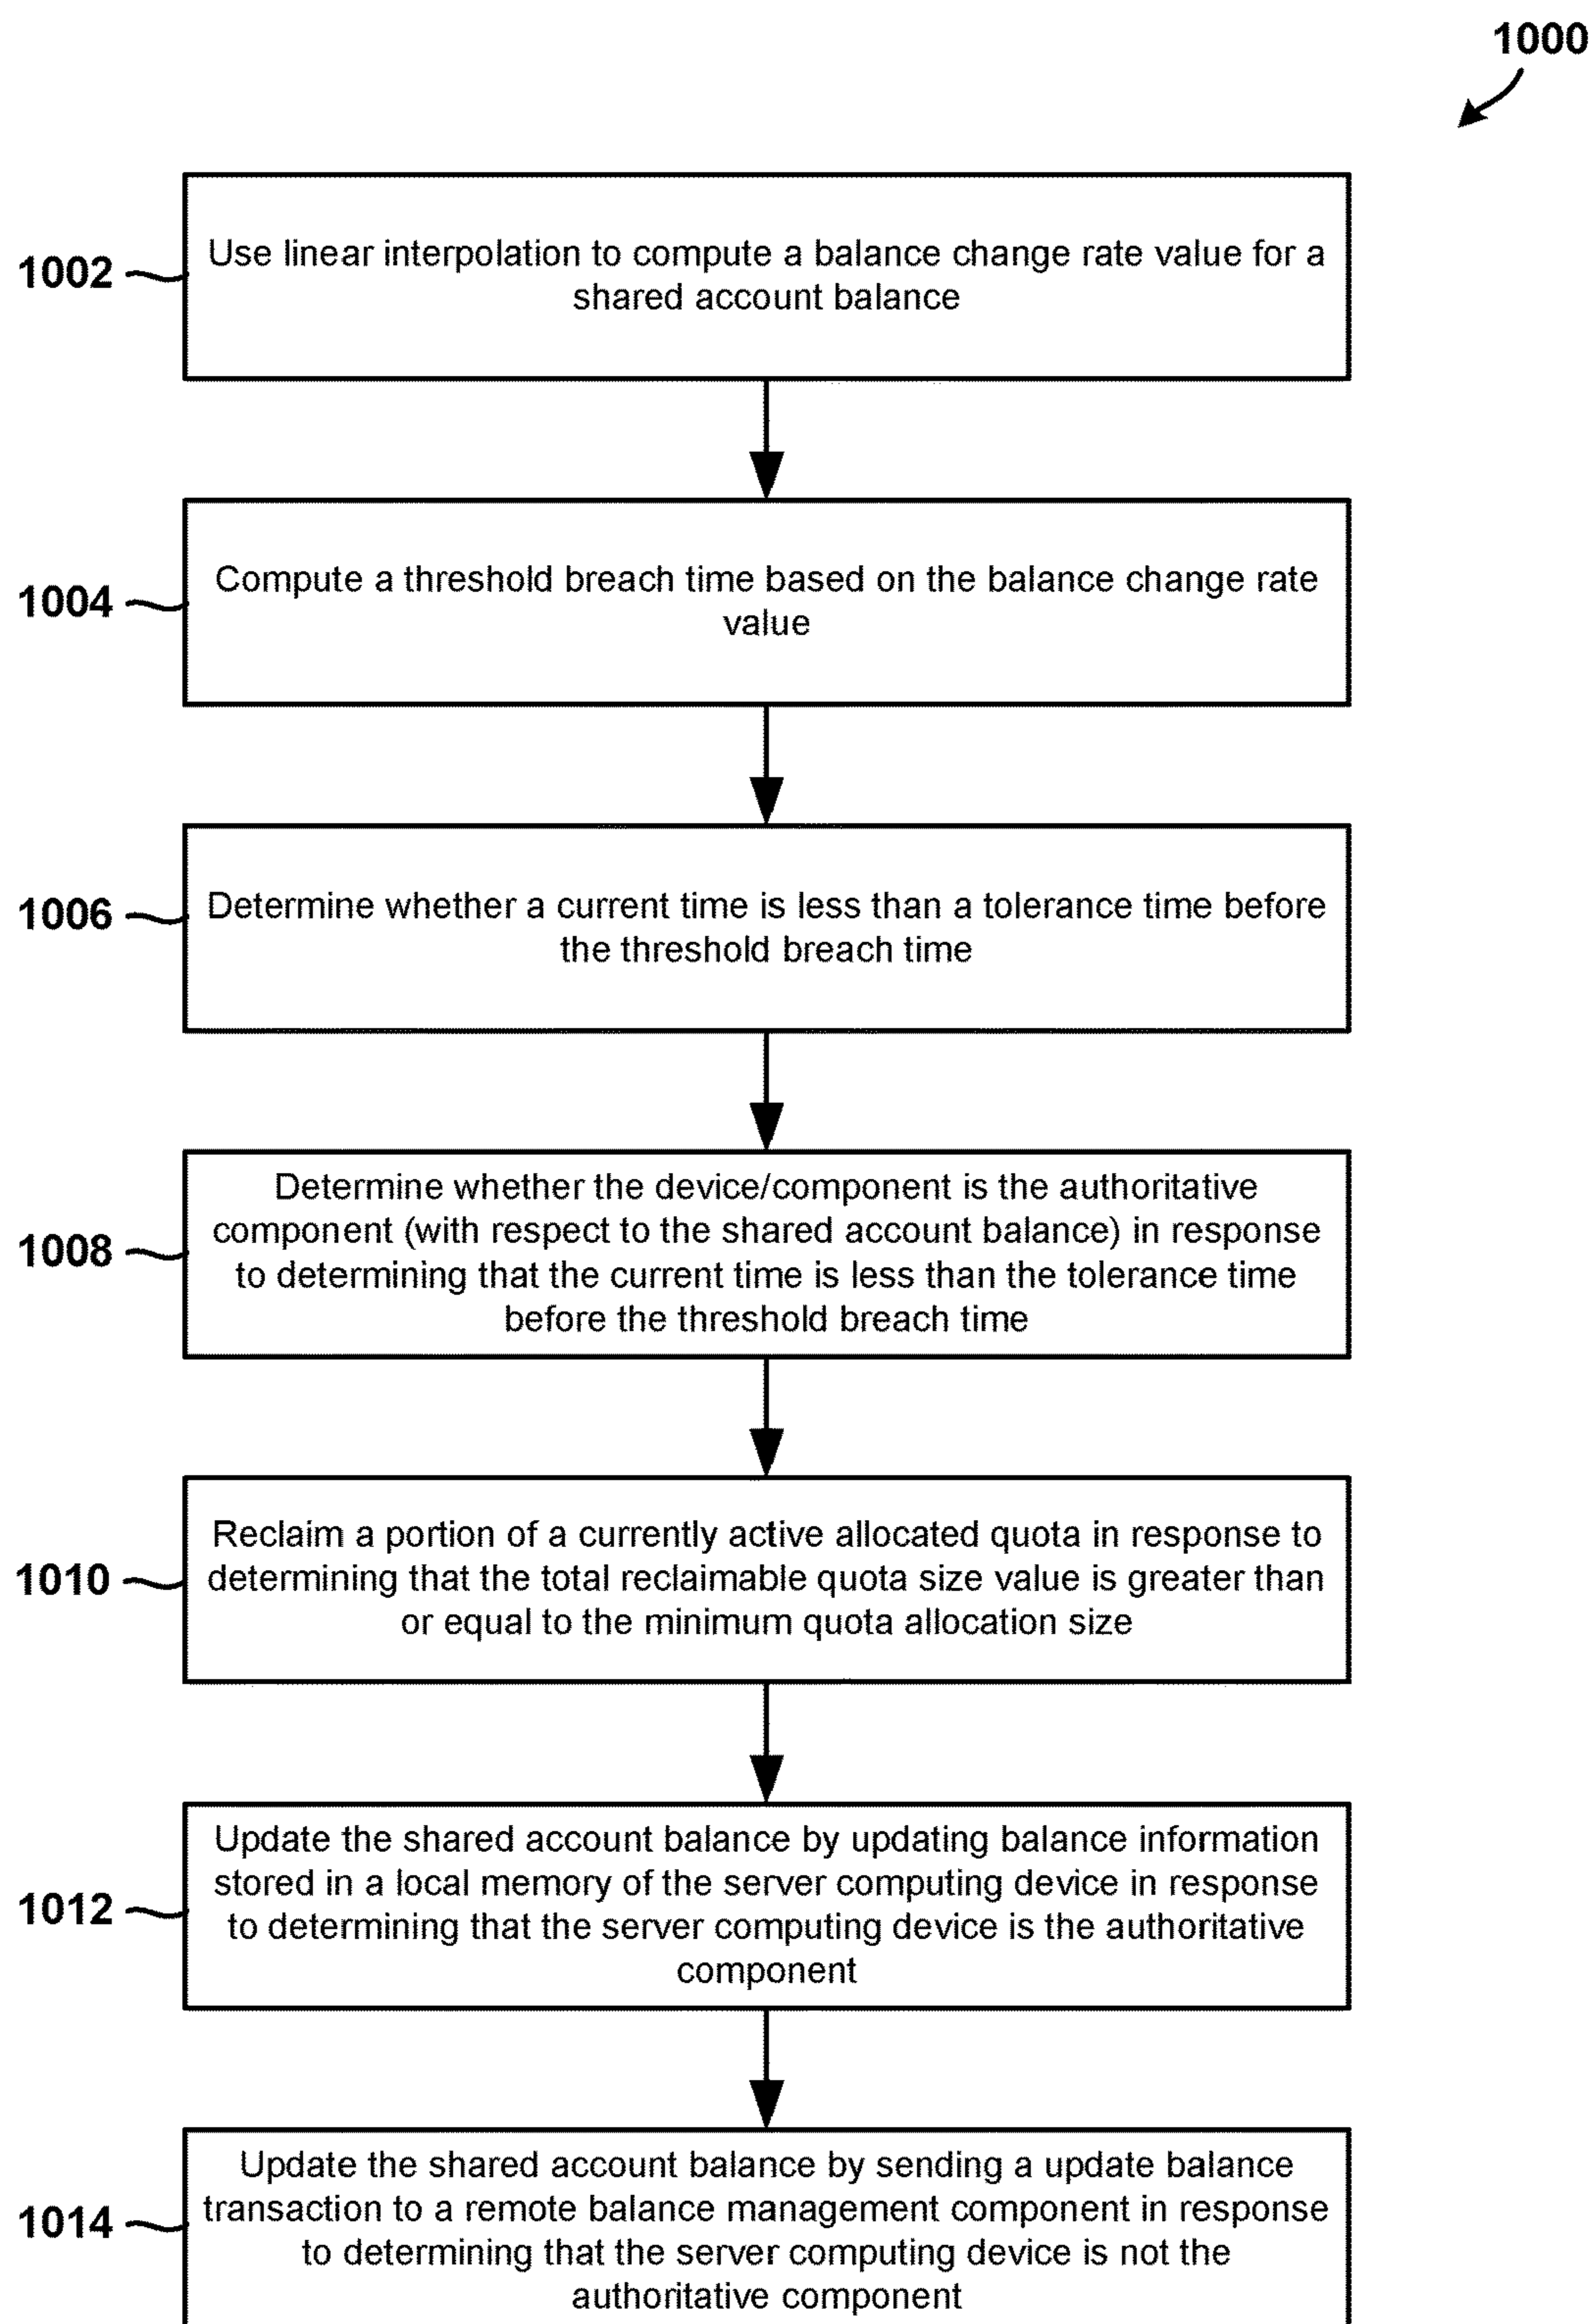 1000
1002
Use linear interpolation to compute a balance change rate value for a
shared account balance
1004
Compute a threshold breach time based on the balance change rate
value
1006
Determine whether a current time is less than a tolerance time before
the threshold breach time
1008
Determine whether the device/component is the authoritative
component (with respect to the shared account balance) in response
to determining that the current time is less than the tolerance time
before the threshold breach time
1010
Reclaim a portion of a currently active allocated quota in response to
determining that the total reclaimable quota size value is greater than
or equal to the minimum quota allocation size
1012
Update the shared account balance by updating balance information
stored in a local memory of the server computing device in response
to determining that the server computing device is the authoritative
component
1014
Update the shared account balance by sending a update balance
transaction to a remote balance management component in response
to determining that the server computing device is not the
authoritative component